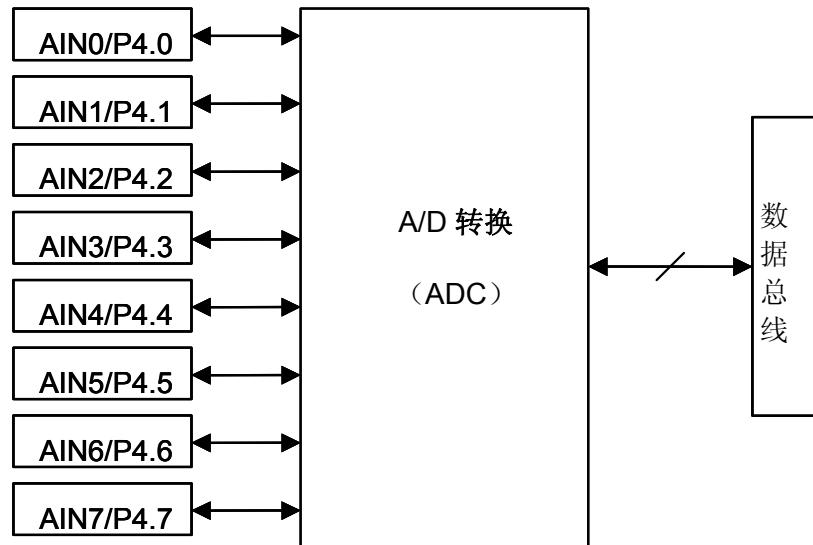 AIN0/P4.0
AIN1/P4.1
AIN2/P4.2
AIN3/P4.3
AIN4/P4.4
AIN5/P4.5
AIN6/P4.6
AIN7/P4.7
A/D 转换
（ADC）
数
据
总
线